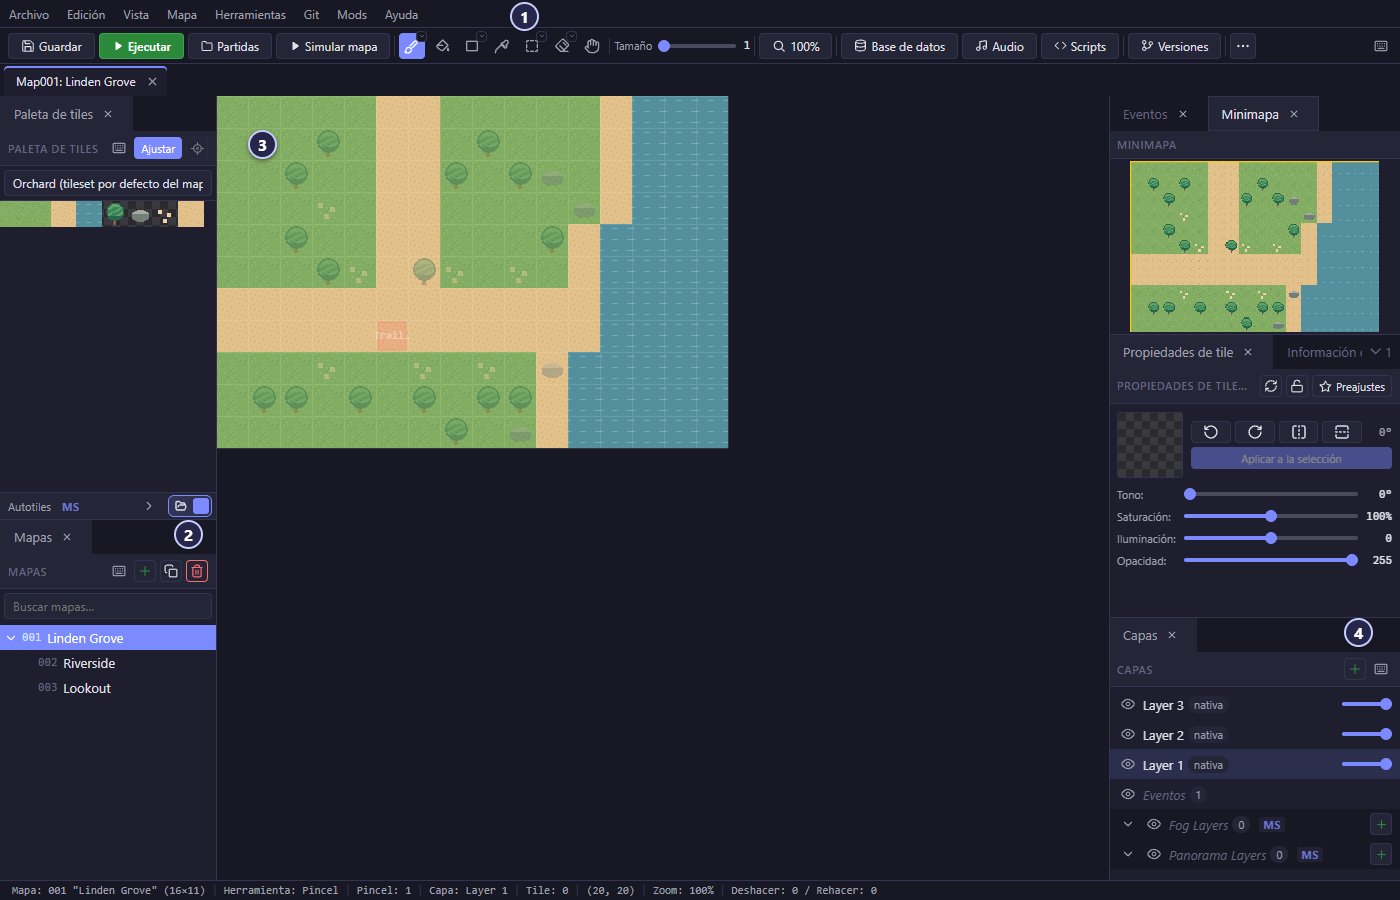 Archivo Edición Vista Mapa Herramientas Git Mods Ayuda
1
Guardar Ejecutar Partidas Simular mapa Tamaño 1 100% Base de datos Audio Scripts Versiones ...
Map001: Linden Grove
Paleta de tiles
PALETA DE TILES Ajustar
Orchard (tileset por defecto del map
3
Trail.
Autotiles MS
2
Mapas
MAPAS
Buscar mapas...
001 Linden Grove
002 Riverside
003 Lookout
Eventos Minimapa
MINIMAPA
Propiedades de tile Información 1
PROPIEDADES DE TILE... Preajustes
0°
Aplicar a la selección
Tono: 0°
Saturación: 100%
Iluminación: 0
Opacidad: 255
4
Capas
CAPAS
Layer 3 nativa
Layer 2 nativa
Layer 1 nativa
Eventos 1
Fog Layers 0 MS
Panorama Layers 0 MS
Mapa: 001 "Linden Grove" (16×11) Herramienta: Pincel Pincel: 1 Capa: Layer 1 Tile: 0 (20, 20) Zoom: 100% Deshacer: 0 / Rehacer: 0